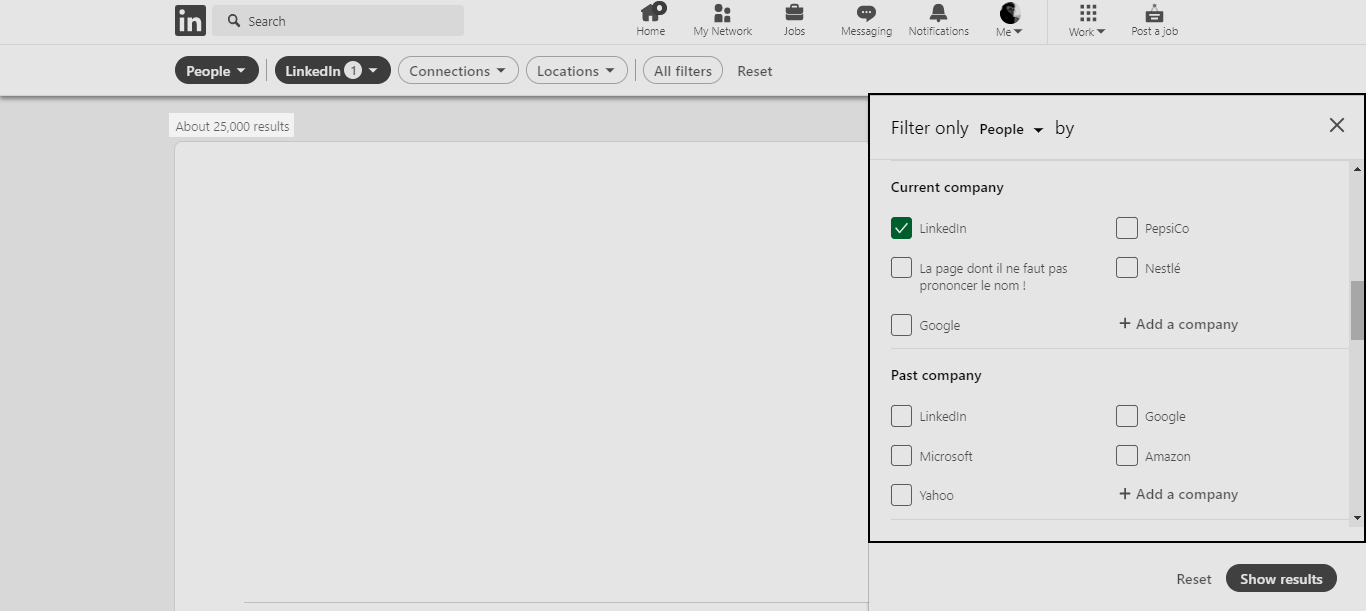 in
Search
0
Home
My Network
Jobs
Messaging
Notifications
Me
Work
Post a job
People
LinkedIn 1
Connections
Locations
All filters
Reset
About 25,000 results
Filter only People by
Current company
LinkedIn
PepsiCo
La page dont il ne faut pas
prononcer le nom !
Nestlé
Google
+ Add a company
Past company
LinkedIn
Google
Microsoft
Amazon
Yahoo
+ Add a company
Reset
Show results